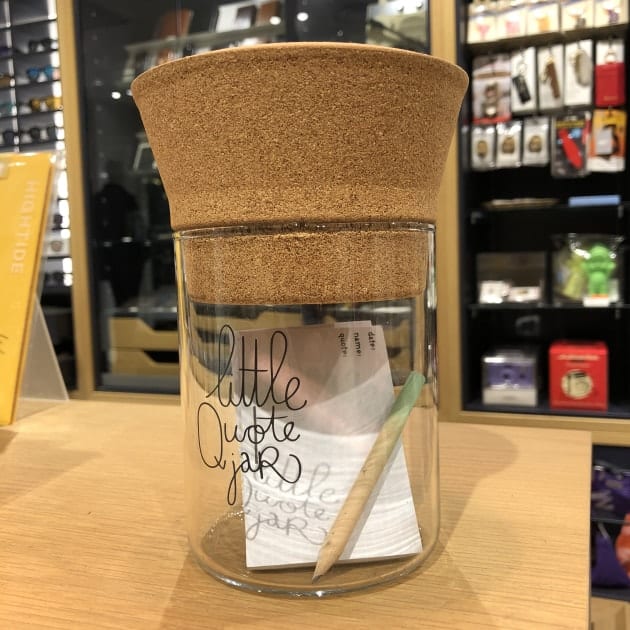 HIGHTIDE
little
Quote
jar
date:
name:
quote:
little
Quote
jar